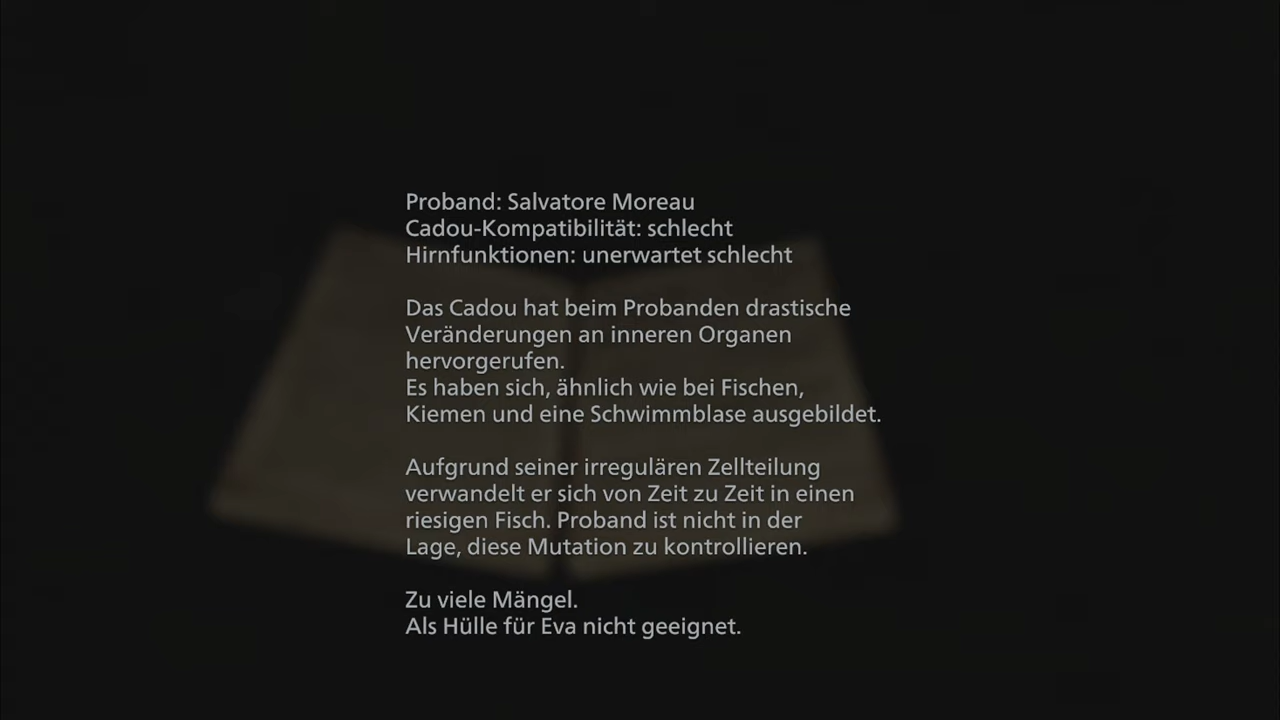 Proband: Salvatore Moreau
Cadou-Kompatibilität: schlecht
Hirnfunktionen: unerwartet schlecht
Das Cadou hat beim Probanden drastische
Veränderungen an inneren Organen
hervorgerufen.
Es haben sich, ähnlich wie bei Fischen,
Kiemen und eine Schwimmblase ausgebildet.
Aufgrund seiner irregulären Zellteilung
verwandelt er sich von Zeit zu Zeit in einen
riesigen Fisch. Proband ist nicht in der
Lage, diese Mutation zu kontrollieren.
Zu viele Mängel.
Als Hülle für Eva nicht geeignet.